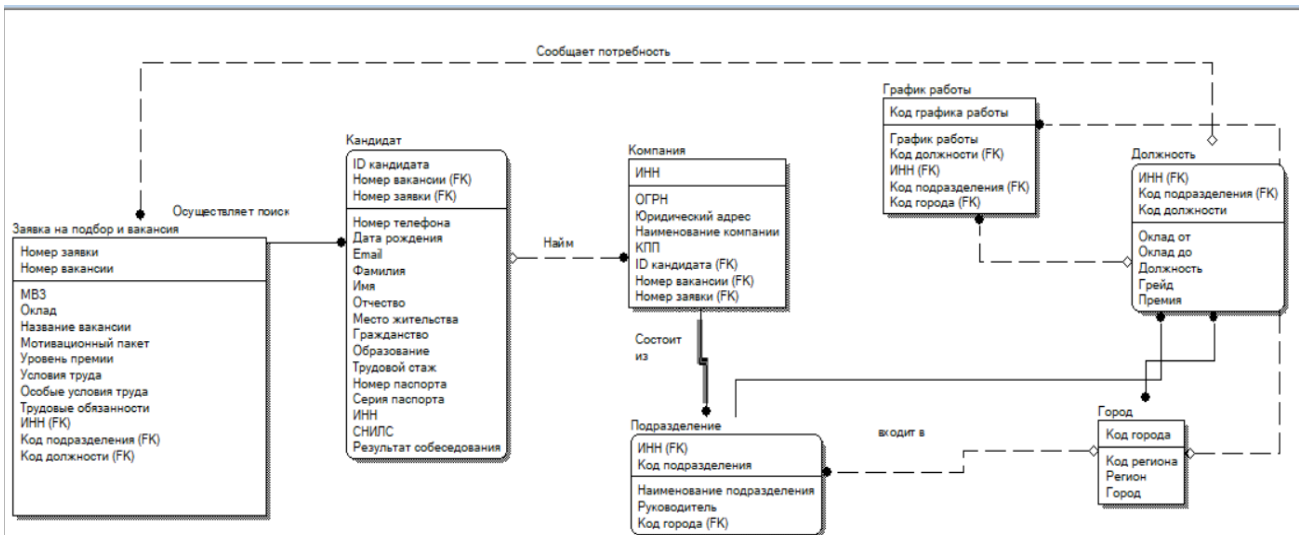 Сообщает потребность
График работы
Код графика работы
График работы
Код должности (FK)
ИНН (FK)
Код подразделения (FK)
Код города (FK)
Кандидат
ID кандидата
Номер вакансии (FK)
Номер заявки (FK)
Номер телефона
Дата рождения
Email
Фамилия
Имя
Отчество
Место жительства
Гражданство
Образование
Трудовой стаж
Номер паспорта
Серия паспорта
ИНН
СНИЛС
Результат собеседования
Компания
ИНН
ОГРН
Юридический адрес
Наименование компании
КПП
ID кандидата (FK)
Номер вакансии (FK)
Номер заявки (FK)
Должность
ИНН (FK)
Код подразделения (FK)
Код должности
Оклад от
Оклад до
Должность
Грейд
Премия
Осуществляет поиск
Заявка на подбор и вакансия
Номер заявки
Номер вакансии
МВЗ
Оклад
Название вакансии
Мотивационный пакет
Уровень премии
Условия труда
Особые условия труда
Трудовые обязанности
ИНН (FK)
Код подразделения (FK)
Код должности (FK)
Найм
Состоит
из
Подразделение
ИНН (FK)
Код подразделения
Наименование подразделения
Руководитель
Код города (FK)
входит в
Город
Код города
Код региона
Регион
Город